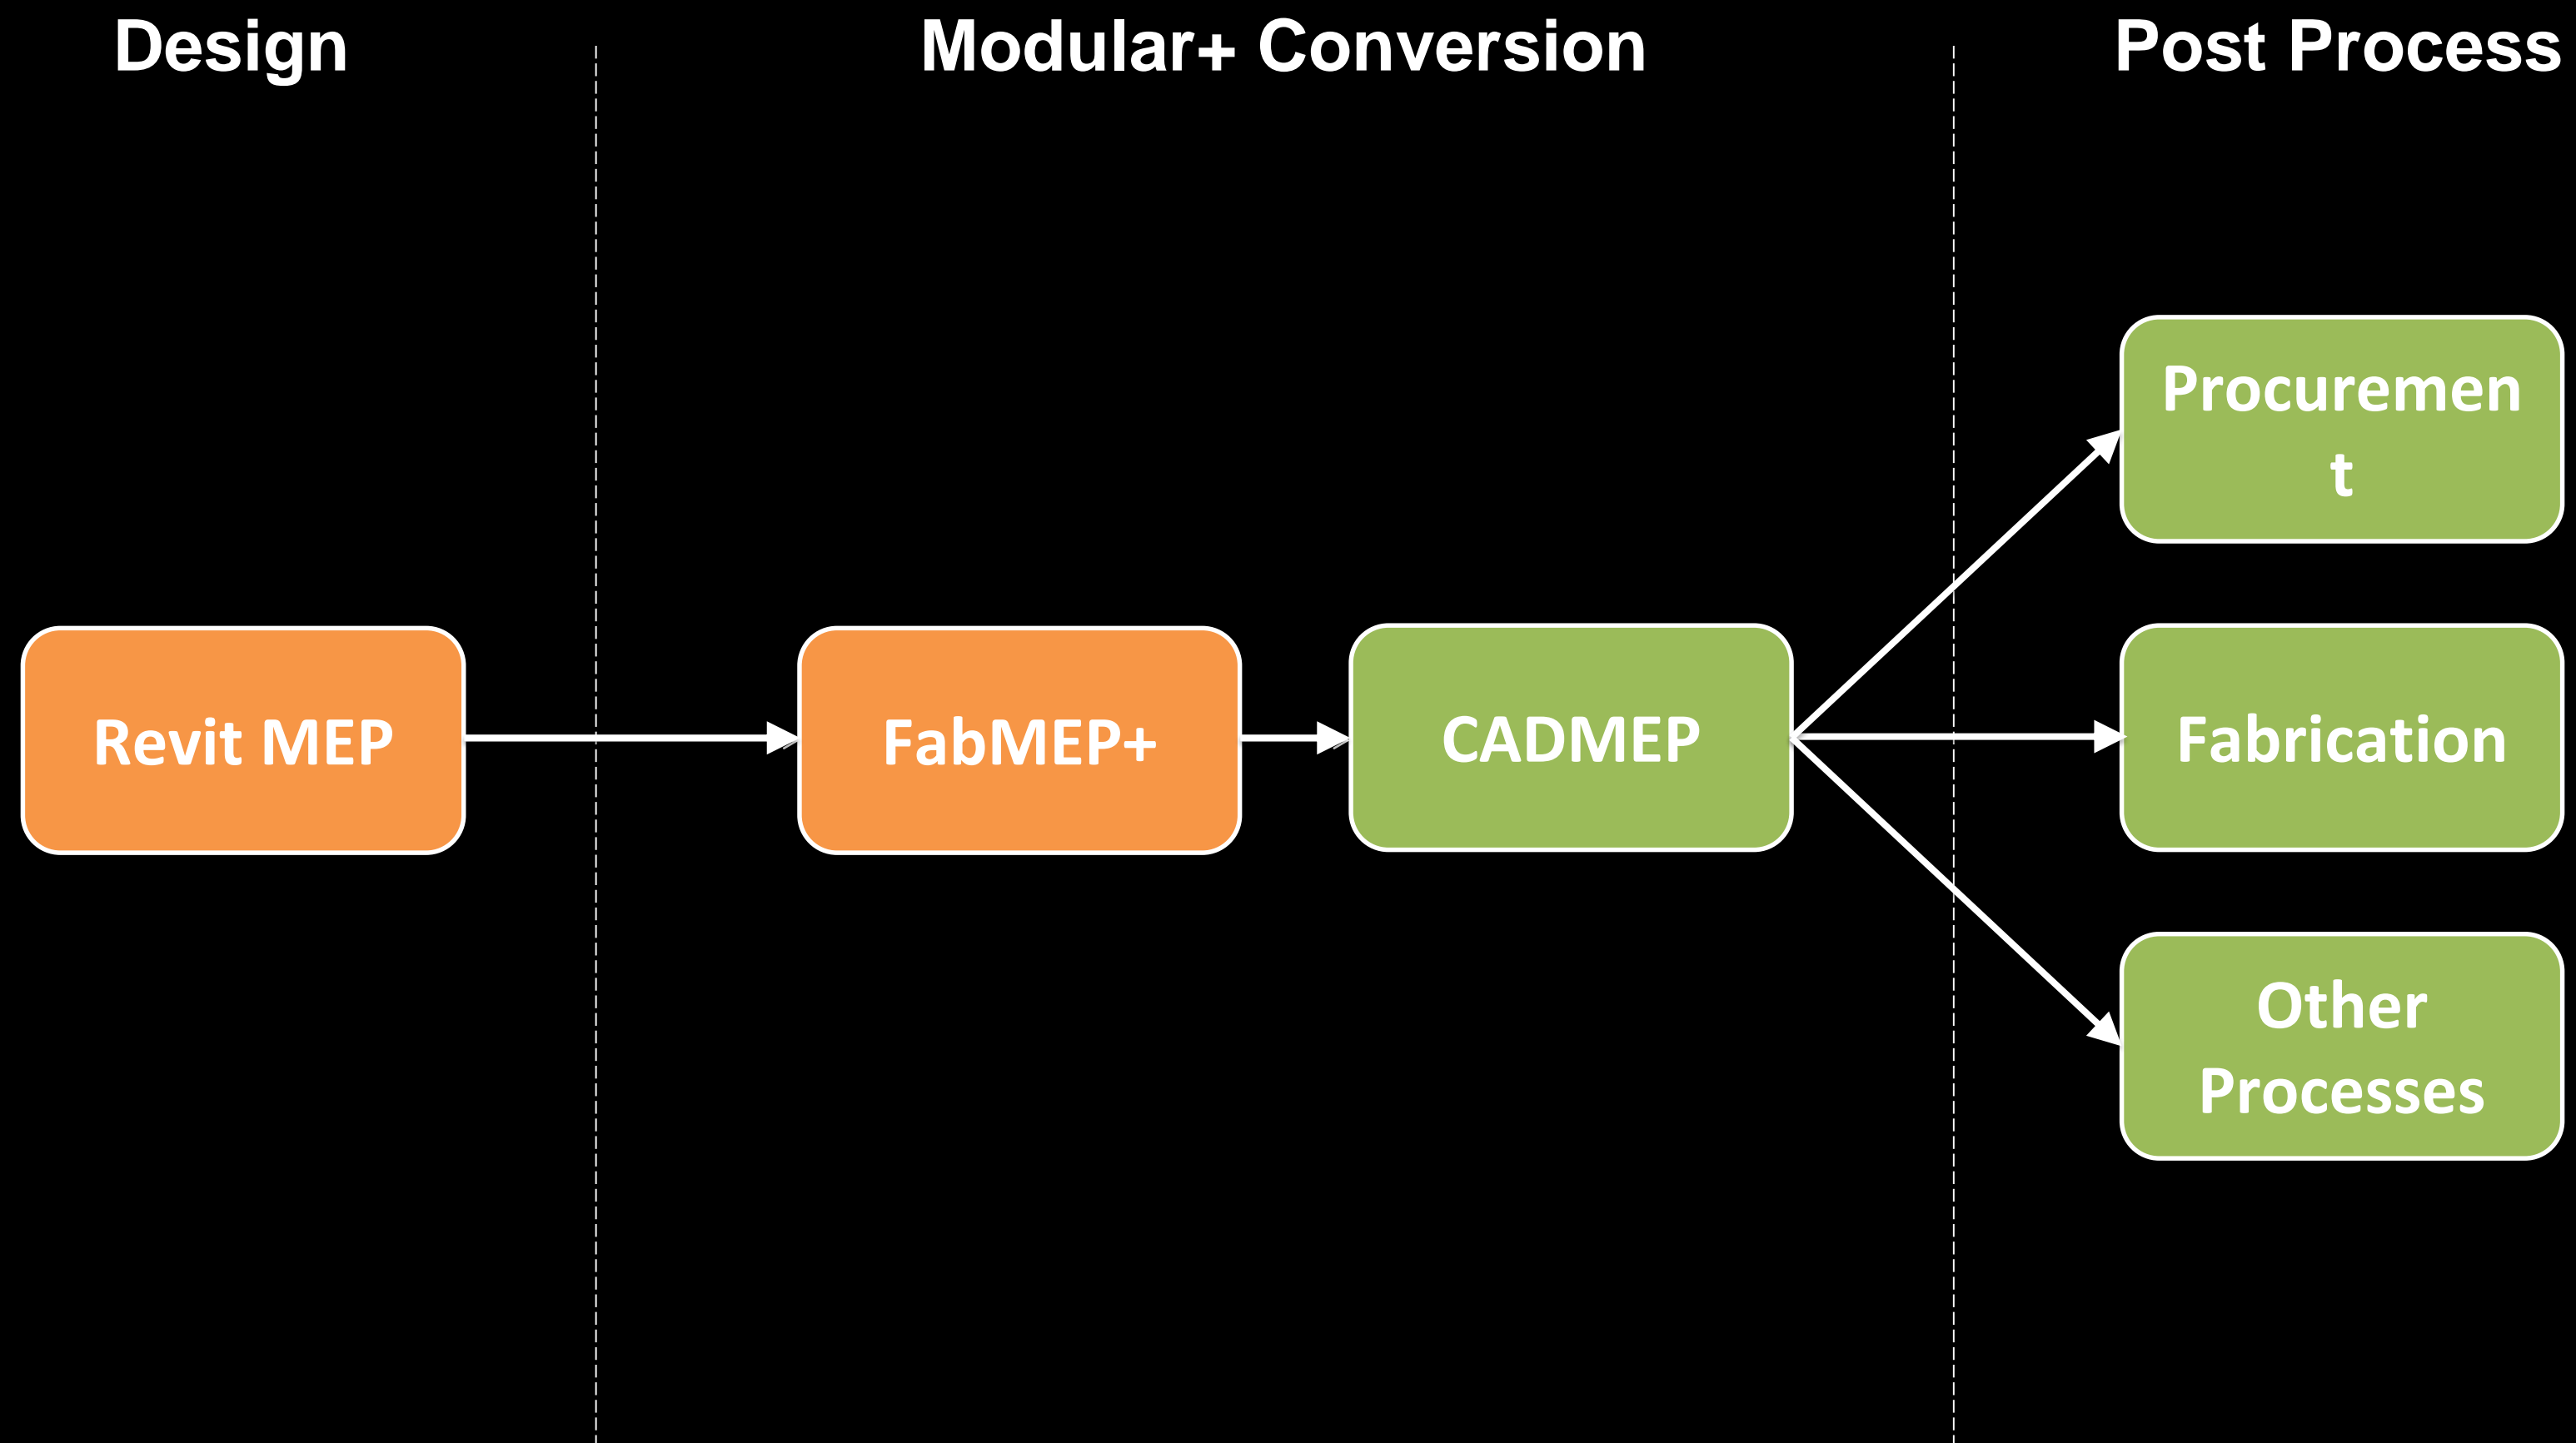 Design
Modular+ Conversion
Post Process
Procuremen
t
Revit MEP
FabMEP+
CADMEP
Fabrication
Other
Processes